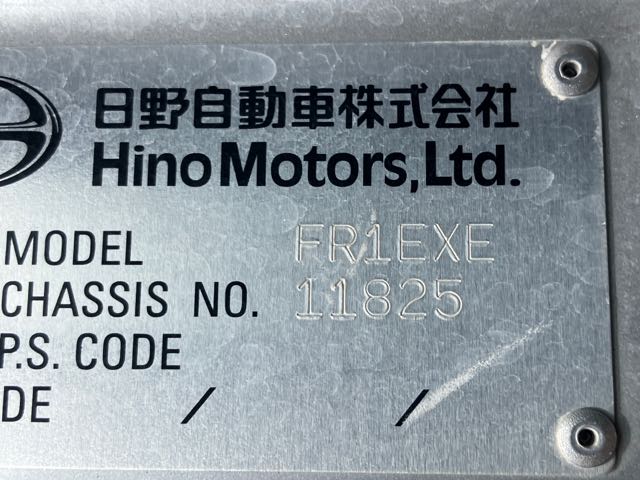 日野自動車株式会社
Hino Motors, Ltd.
MODEL FR1EXE
CHASSIS NO. 11825
P.S. CODE
DE / /